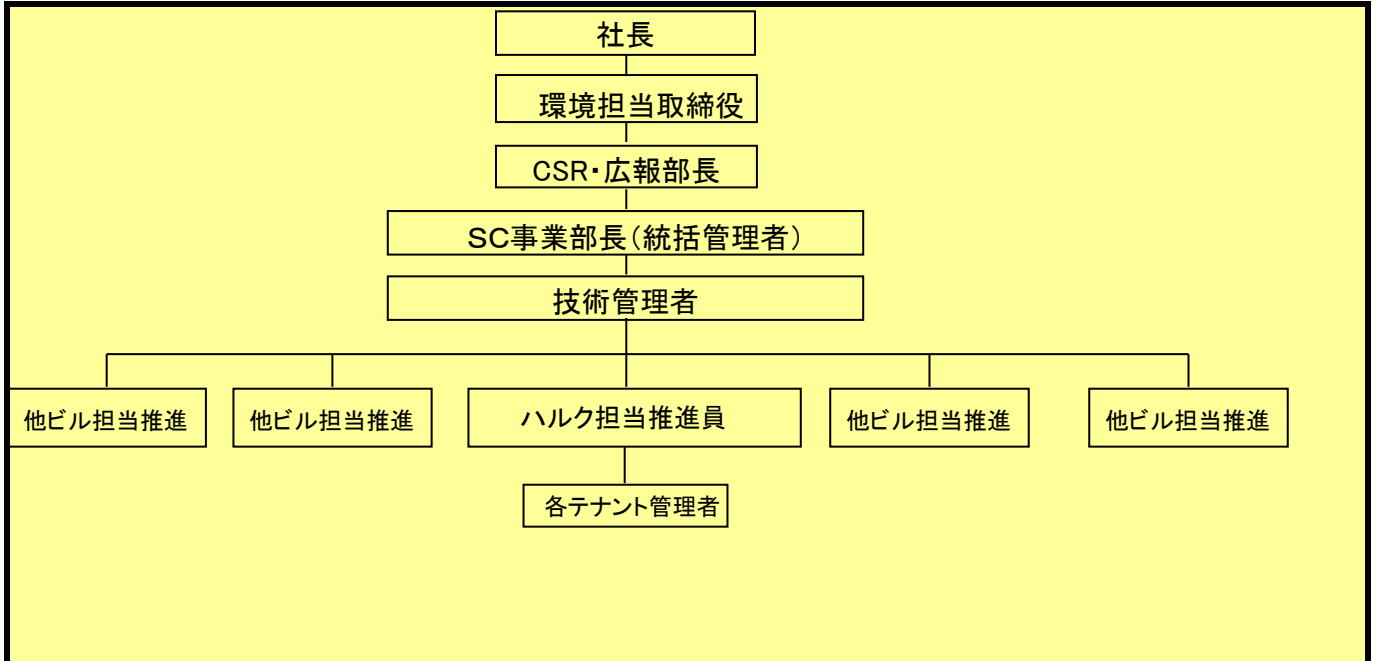 社長
環境担当取締役
CSR・広報部長
SC事業部長(統括管理者)
技術管理者
他ビル担当推進
他ビル担当推進
ハルク担当推進員
他ビル担当推進
他ビル担当推進
各テナント管理者